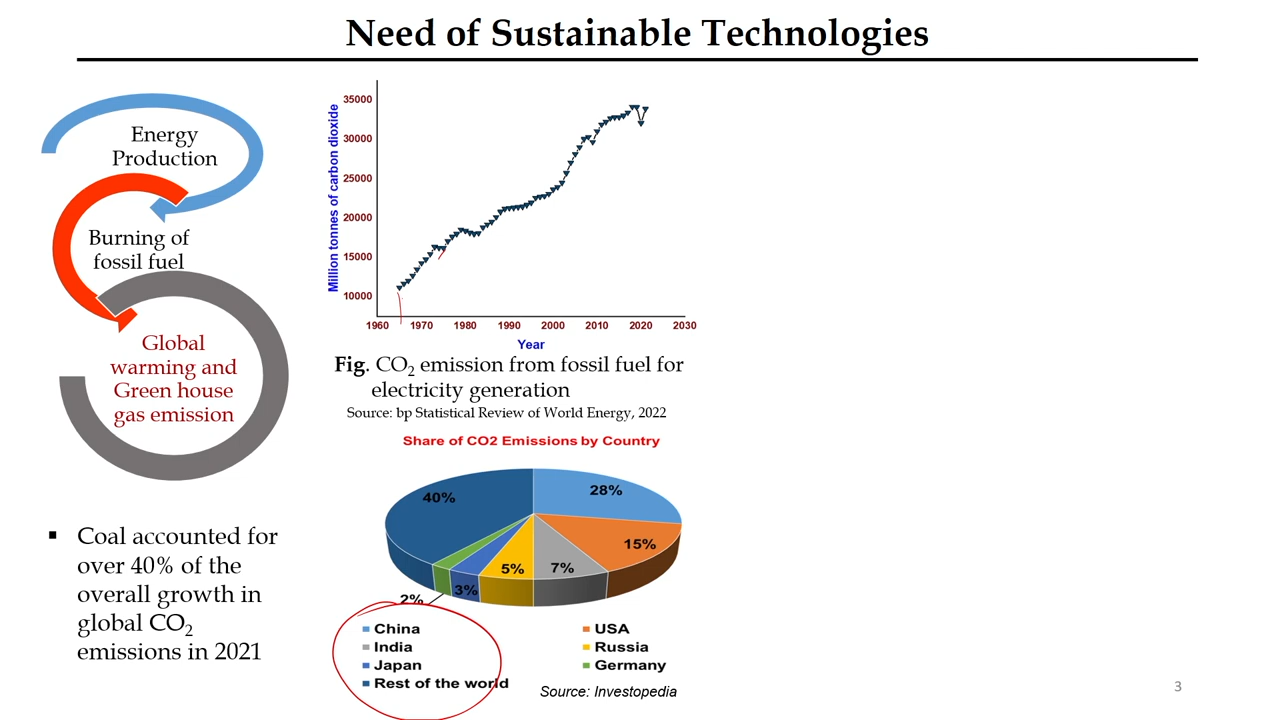 Need of Sustainable Technologies
Energy
Production
Burning of
fossil fuel
Global
warming and
Green house
gas emission
▪ Coal accounted for
over 40% of the
overall growth in
global CO2
emissions in 2021
Million tonnes of carbon dioxide
35000
30000
25000
20000
15000
10000
1960 1970 1980 1990 2000 2010 2020 2030
Year
Fig. CO2 emission from fossil fuel for
electricity generation
Source: bp Statistical Review of World Energy, 2022
Share of CO2 Emissions by Country
40%
28%
15%
7%
5%
3%
2%
China
USA
India
Russia
Japan
Germany
Rest of the world
Source: Investopedia
3